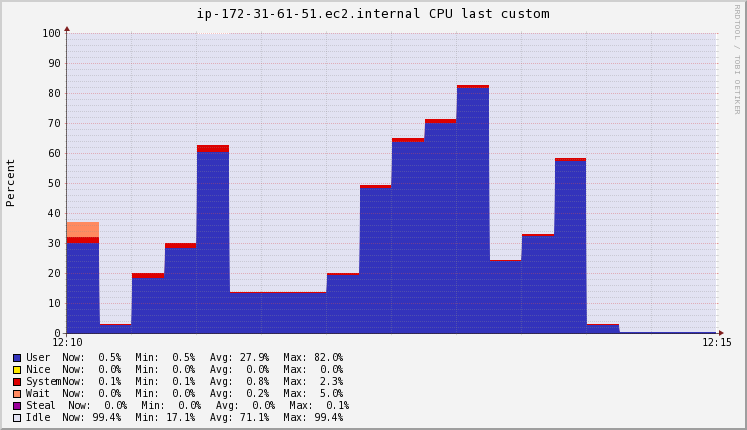 ip-172-31-61-51.ec2.internal CPU last custom
RRDTOOL / TOBI OETIKER
Percent
100
90
80
70
60
50
40
30
20
10
0
12:10 12:15
User Now: 0.5% Min: 0.5% Avg: 27.9% Max: 82.0%
Nice Now: 0.0% Min: 0.0% Avg: 0.0% Max: 0.0%
System Now: 0.1% Min: 0.1% Avg: 0.8% Max: 2.3%
Wait Now: 0.0% Min: 0.0% Avg: 0.2% Max: 5.0%
Steal Now: 0.0% Min: 0.0% Avg: 0.0% Max: 0.1%
Idle Now: 99.4% Min: 17.1% Avg: 71.1% Max: 99.4%